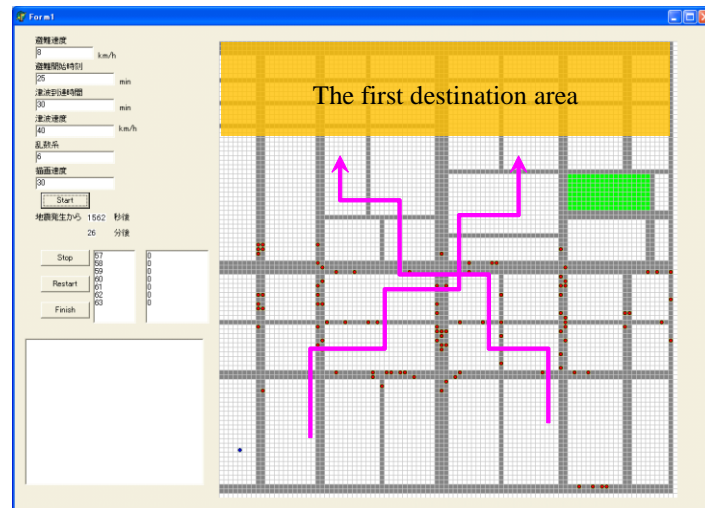 Form1
避難速度
8
km/h
避難開始時刻
25
min
津波到達時間
30
min
津波速度
40
km/h
乱数系
6
描画速度
30
Start
地震発生から 1562 秒後
26 分後
Stop
Restart
Finish
57
58
59
60
61
62
63
0
0
0
0
0
0
0
The first destination area